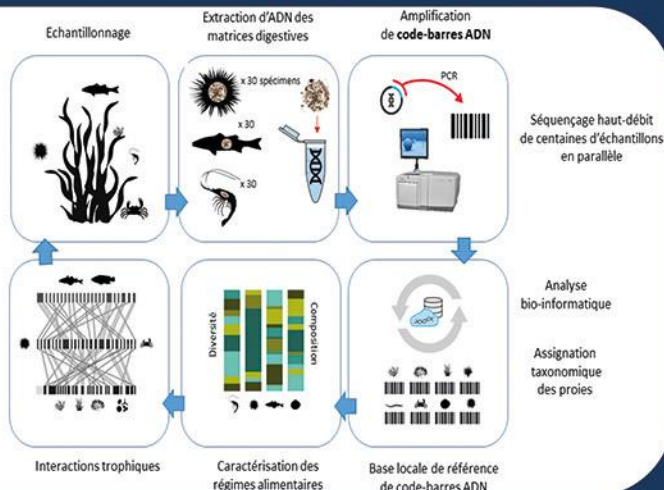 Echantillonnage
Extraction d'ADN des
matrices digestives
Amplification
de code-barres ADN
x 30 spécimens
x 30
x 30
PCR
Séquençage haut-débit
de centaines d'échantillons
en parallèle
Diversité
Composition
Analyse
bio-informatique
Assignation
taxonomique
des proies
Interactions trophiques
Caractérisation des
régimes alimentaires
Base locale de référence
de code-barres ADN